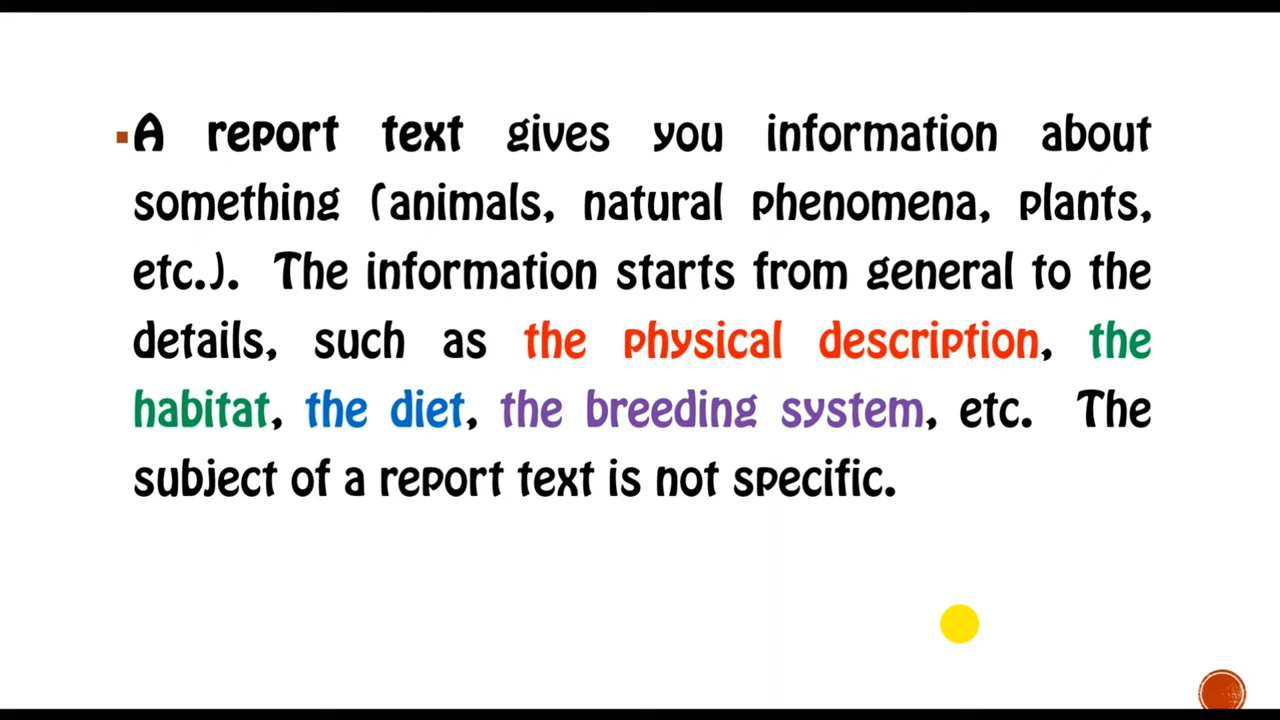 A report text gives you information about
something (animals, natural phenomena, plants,
etc.). The information starts from general to the
details, such as the physical description, the
habitat, the diet, the breeding system, etc. The
subject of a report text is not specific.